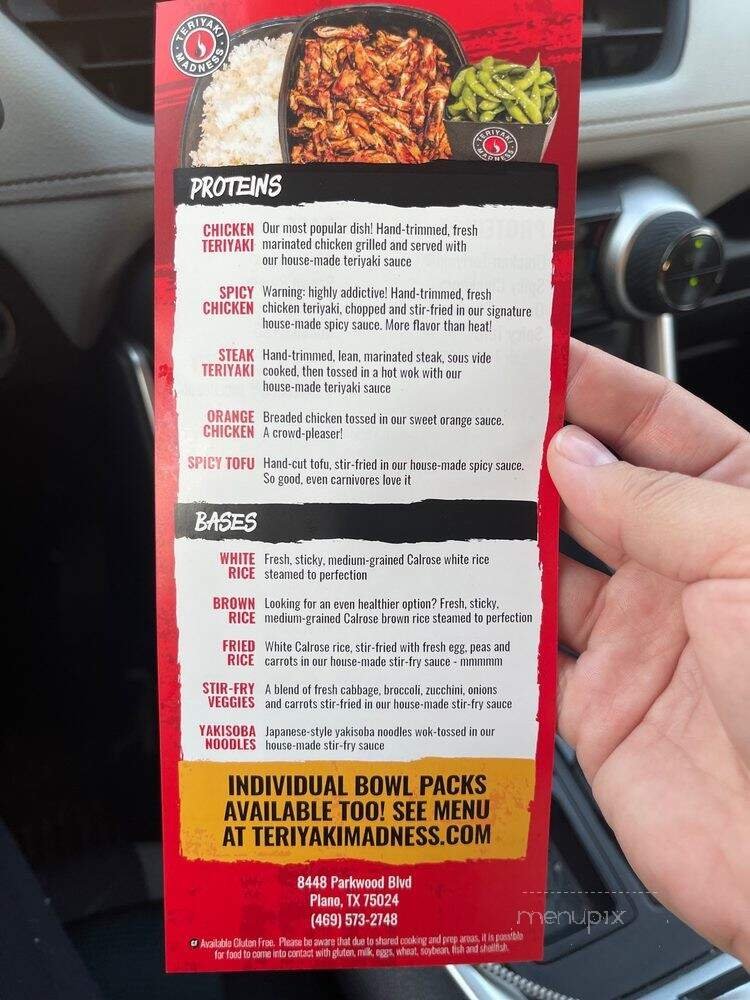 TERIYAKI
MADNESS
TERIYAKI
MADNESS
PROTEINS
CHICKEN TERIYAKI
Our most popular dish! Hand-trimmed, fresh
marinated chicken grilled and served with
our house-made teriyaki sauce
SPICY CHICKEN
Warning: highly addictive! Hand-trimmed, fresh
chicken teriyaki, chopped and stir-fried in our signature
house-made spicy sauce. More flavor than heat!
STEAK TERIYAKI
Hand-trimmed, lean, marinated steak, sous vide
cooked, then tossed in a hot wok with our
house-made teriyaki sauce
ORANGE CHICKEN
Breaded chicken tossed in our sweet orange sauce.
A crowd-pleaser!
SPICY TOFU
Hand-cut tofu, stir-fried in our house-made spicy sauce.
So good, even carnivores love it
BASES
WHITE RICE
Fresh, sticky, medium-grained Calrose white rice
steamed to perfection
BROWN RICE
Looking for an even healthier option? Fresh, sticky,
medium-grained Calrose brown rice steamed to perfection
FRIED RICE
White Calrose rice, stir-fried with fresh egg, peas and
carrots in our house-made stir-fry sauce - mmmmm
STIR-FRY VEGGIES
A blend of fresh cabbage, broccoli, zucchini, onions
and carrots stir-fried in our house-made stir-fry sauce
YAKISOBA NOODLES
Japanese-style yakisoba noodles wok-tossed in our
house-made stir-fry sauce
INDIVIDUAL BOWL PACKS
AVAILABLE TOO! SEE MENU
AT TERIYAKIMADNESS.COM
8448 Parkwood Blvd
Plano, TX 75024
(469) 573-2748
GF Available Gluten Free. Please be aware that due to shared cooking and prep areas, it is possible
for food to come into contact with gluten, milk, eggs, wheat, soybean, fish and shellfish.
menupix